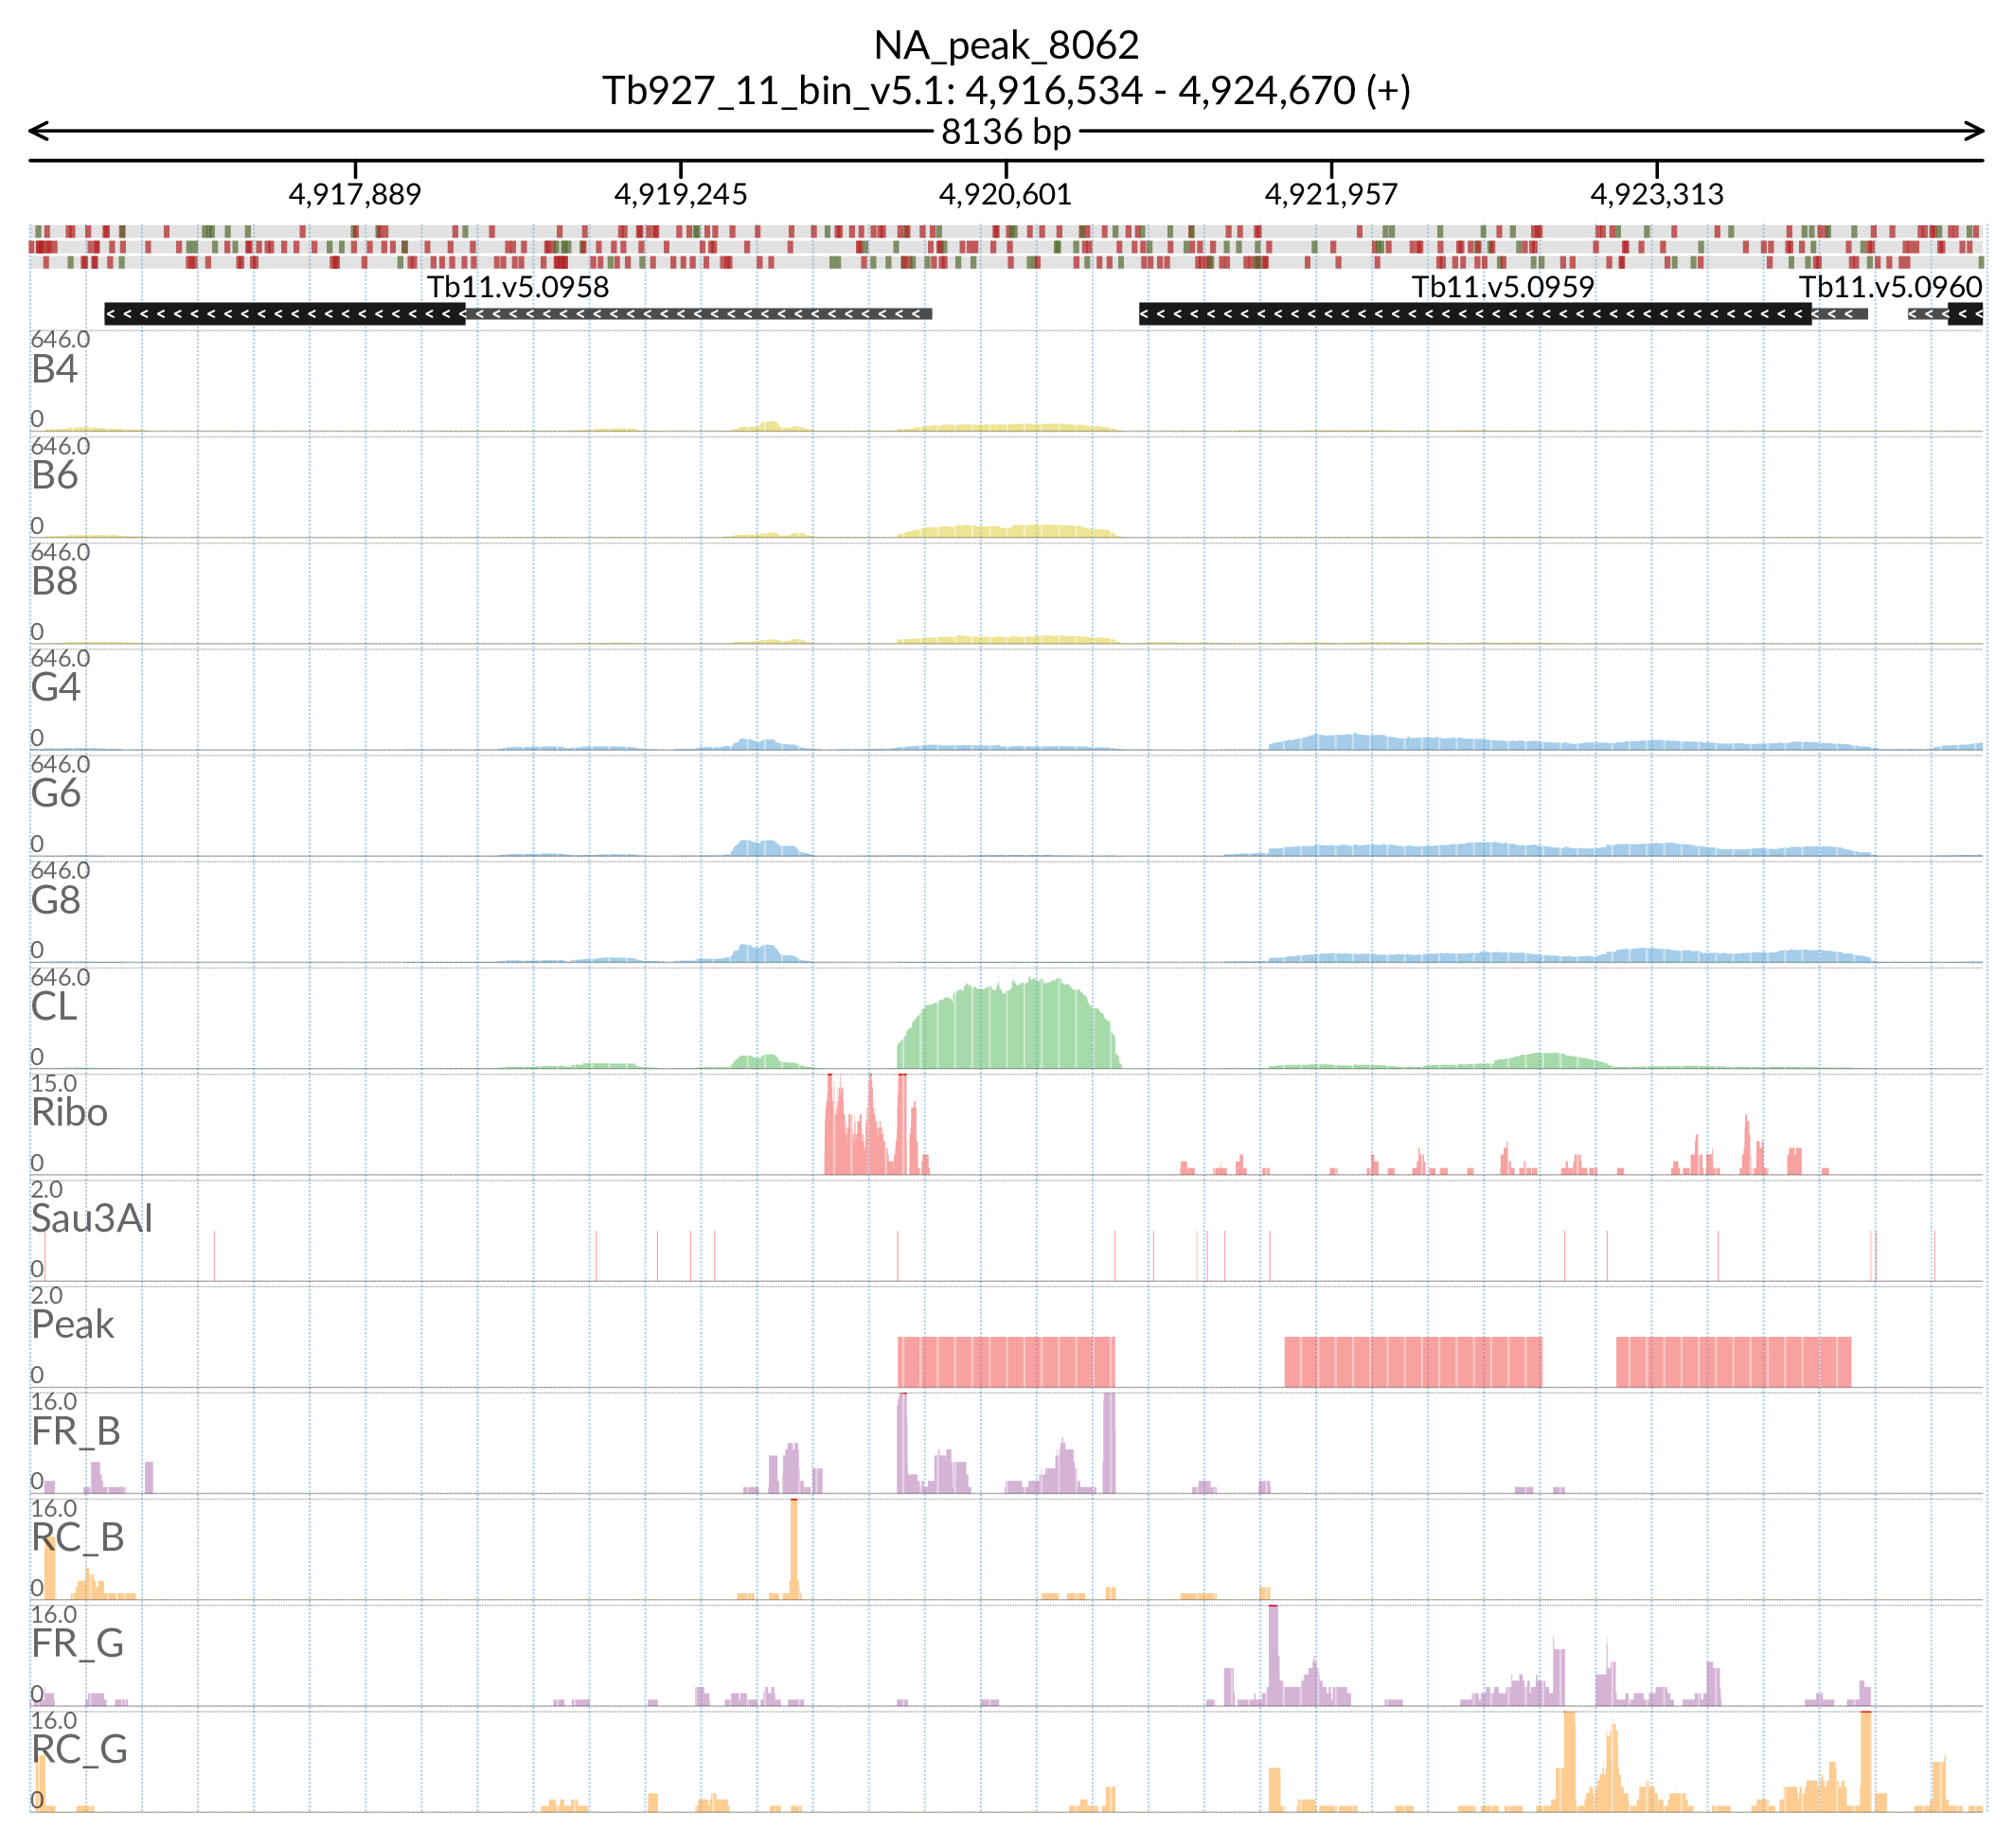 NA_peak_8062
Tb927_11_bin_v5.1: 4,916,534 - 4,924,670 (+)
8136 bp
4,917,889 4,919,245 4,920,601 4,921,957 4,923,313
Tb11.v5.0958 Tb11.v5.0959 Tb11.v5.0960
646.0
B4
0
646.0
B6
0
646.0
B8
0
646.0
G4
0
646.0
G6
0
646.0
G8
0
646.0
CL
0
15.0
Ribo
0
2.0
Sau3AI
0
2.0
Peak
0
16.0
FR_B
0
16.0
RC_B
0
16.0
FR_G
0
16.0
RC_G
0